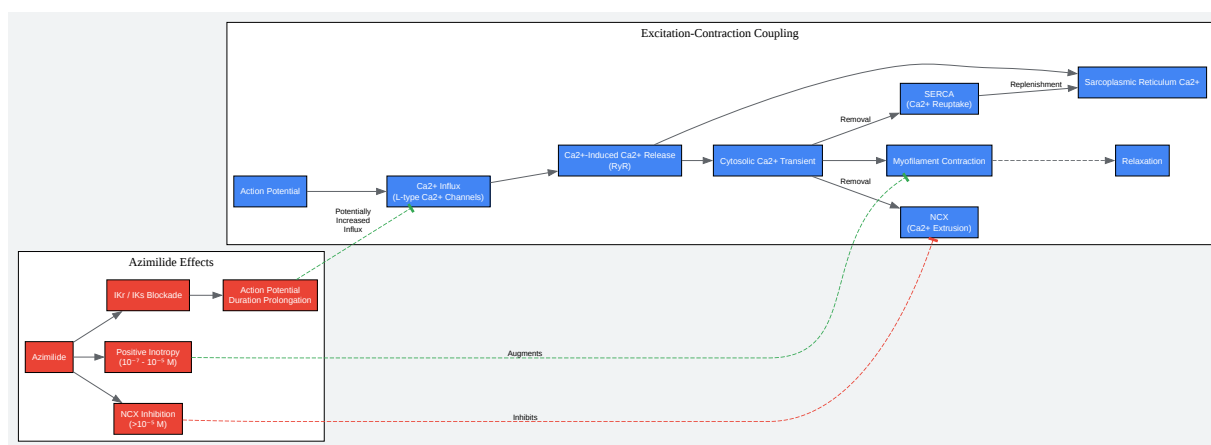 Excitation-Contraction Coupling
SERCA
(Ca2+ Reuptake)
Replenishment
Sarcoplasmic Reticulum Ca2+
Removal
Ca2+-Induced Ca2+ Release
(RyR)
Cytosolic Ca2+ Transient
Myofilament Contraction
Relaxation
Action Potential
Ca2+ Influx
(L-type Ca2+ Channels)
Removal
NCX
(Ca2+ Extrusion)
Potentially
Increased
Influx
Azimilide Effects
IKr / IKs Blockade
Action Potential
Duration Prolongation
Azimilide
Positive Inotropy
(10⁻⁷ - 10⁻⁵ M)
Augments
NCX Inhibition
(>10⁻⁵ M)
Inhibits